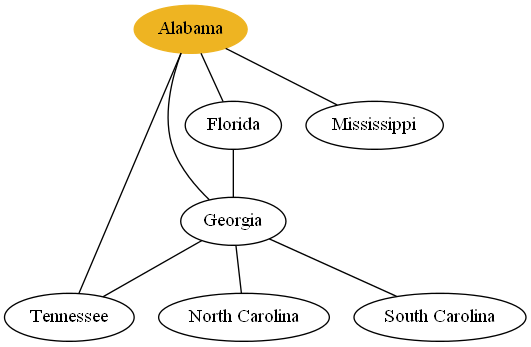 Alabama
Florida
Mississippi
Georgia
Tennessee
North Carolina
South Carolina